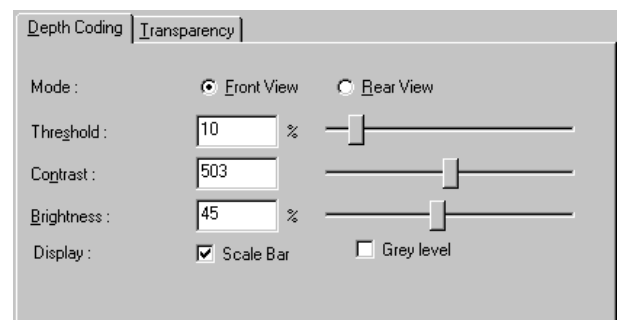 Depth Coding Transparency
Mode : Front View Rear View
Threshold : 10 %
Contrast : 503
Brightness : 45 %
Display : Scale Bar Grey level